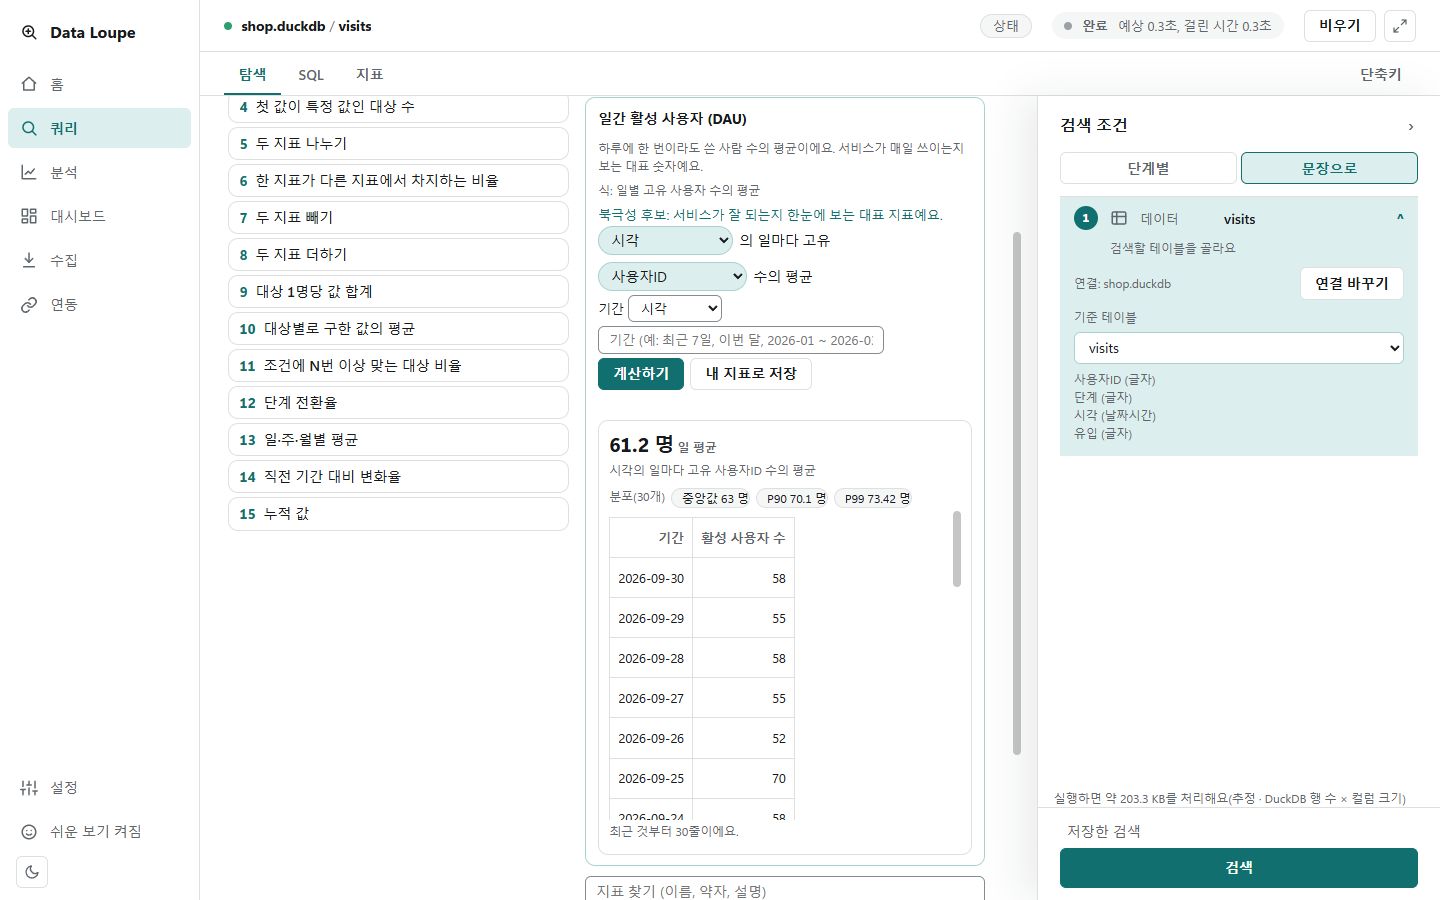 Data Loupe
홈
쿼리
분석
대시보드
수집
연동
설정
쉬운 보기 켜짐
shop.duckdb / visits
상태
완료 예상 0.3초, 걸린 시간 0.3초
비우기
탐색
SQL
지표
단축키
4 첫 값이 특정 값인 대상 수
5 두 지표 나누기
6 한 지표가 다른 지표에서 차지하는 비율
7 두 지표 빼기
8 두 지표 더하기
9 대상 1명당 값 합계
10 대상별로 구한 값의 평균
11 조건에 N번 이상 맞는 대상 비율
12 단계 전환율
13 일·주·월별 평균
14 직전 기간 대비 변화율
15 누적 값
일간 활성 사용자 (DAU)
하루에 한 번이라도 쓴 사람 수의 평균이에요. 서비스가 매일 쓰이는지
보는 대표 숫자예요.
식: 일별 고유 사용자 수의 평균
북극성 후보: 서비스가 잘 되는지 한눈에 보는 대표 지표예요.
시각 의 일마다 고유
사용자ID 수의 평균
기간 시각
기간 (예: 최근 7일, 이번 달, 2026-01 ~ 2026-03
계산하기
내 지표로 저장
61.2 명 일 평균
시각의 일마다 고유 사용자ID 수의 평균
분포(30개) 중앙값 63 명 P90 70.1 명 P99 73.42 명
기간 활성 사용자 수
2026-09-30 58
2026-09-29 55
2026-09-28 58
2026-09-27 55
2026-09-26 52
2026-09-25 70
2026-09-24 58
최근 것부터 30줄이에요.
지표 찾기 (이름, 약자, 설명)
검색 조건
단계별
문장으로
1 데이터 visits
검색할 테이블을 골라요
연결: shop.duckdb
연결 바꾸기
기준 테이블
visits
사용자ID (글자)
단계 (글자)
시각 (날짜시간)
유입 (글자)
실행하면 약 203.3 KB를 처리해요(추정 · DuckDB 행 수 × 컬럼 크기)
저장한 검색
검색